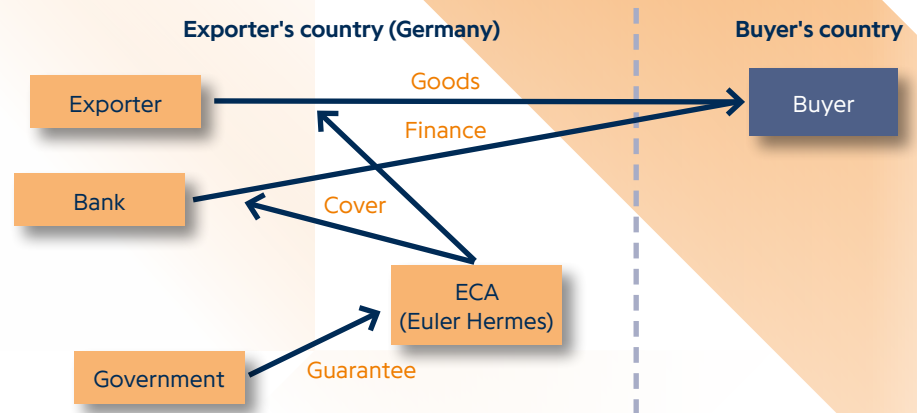 Exporter's country (Germany)
Buyer's country
Goods
Exporter
Buyer
Finance
Bank
Cover
ECA
(Euler Hermes)
Government
Guarantee